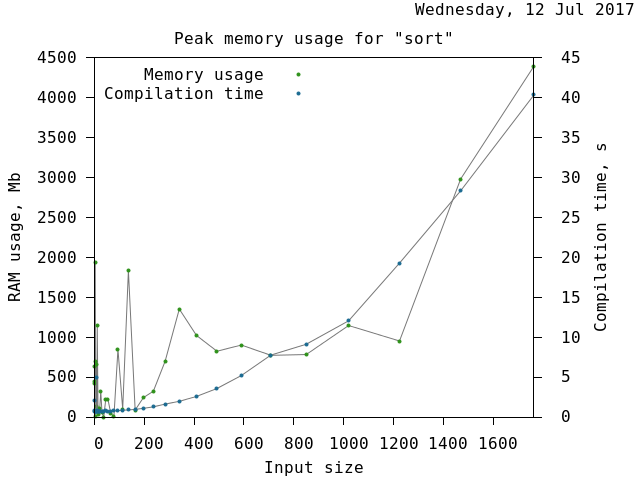 Wednesday, 12 Jul 2017
Peak memory usage for "sort"
Memory usage
Compilation time
4500
4000
3500
3000
2500
2000
1500
1000
500
0
RAM usage, Mb
45
40
35
30
25
20
15
10
5
0
Compilation time, s
0 200 400 600 800 1000 1200 1400 1600
Input size